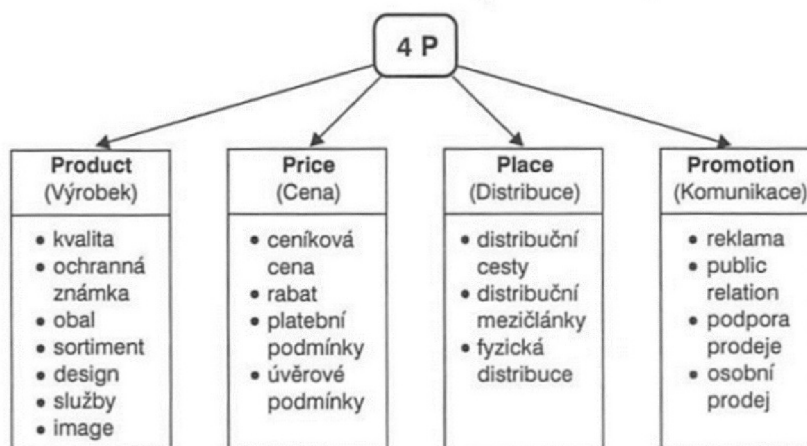 4 P
Product
(Výrobek)
• kvalita
• ochranná
známka
• obal
• sortiment
• design
• služby
• image
Price
(Cena)
• ceníková
cena
• rabat
• platební
podmínky
• úvěrové
podmínky
Place
(Distribuce)
• distribuční
cesty
• distribuční
mezičlánky
• fyzická
distribuce
Promotion
(Komunikace)
• reklama
• public
relation
• podpora
prodeje
• osobní
prodej